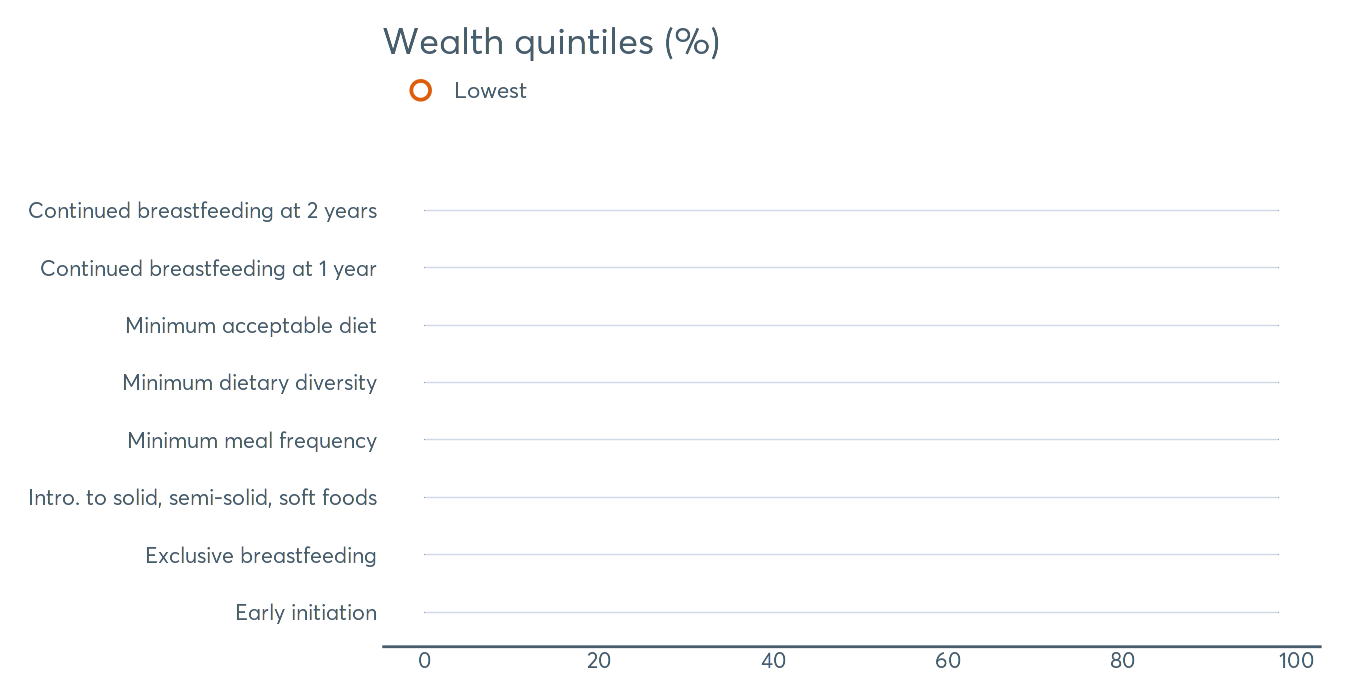 Wealth quintiles (%)
Lowest
Continued breastfeeding at 2 years
Continued breastfeeding at 1 year
Minimum acceptable diet
Minimum dietary diversity
Minimum meal frequency
Intro. to solid, semi-solid, soft foods
Exclusive breastfeeding
Early initiation
0 20 40 60 80 100